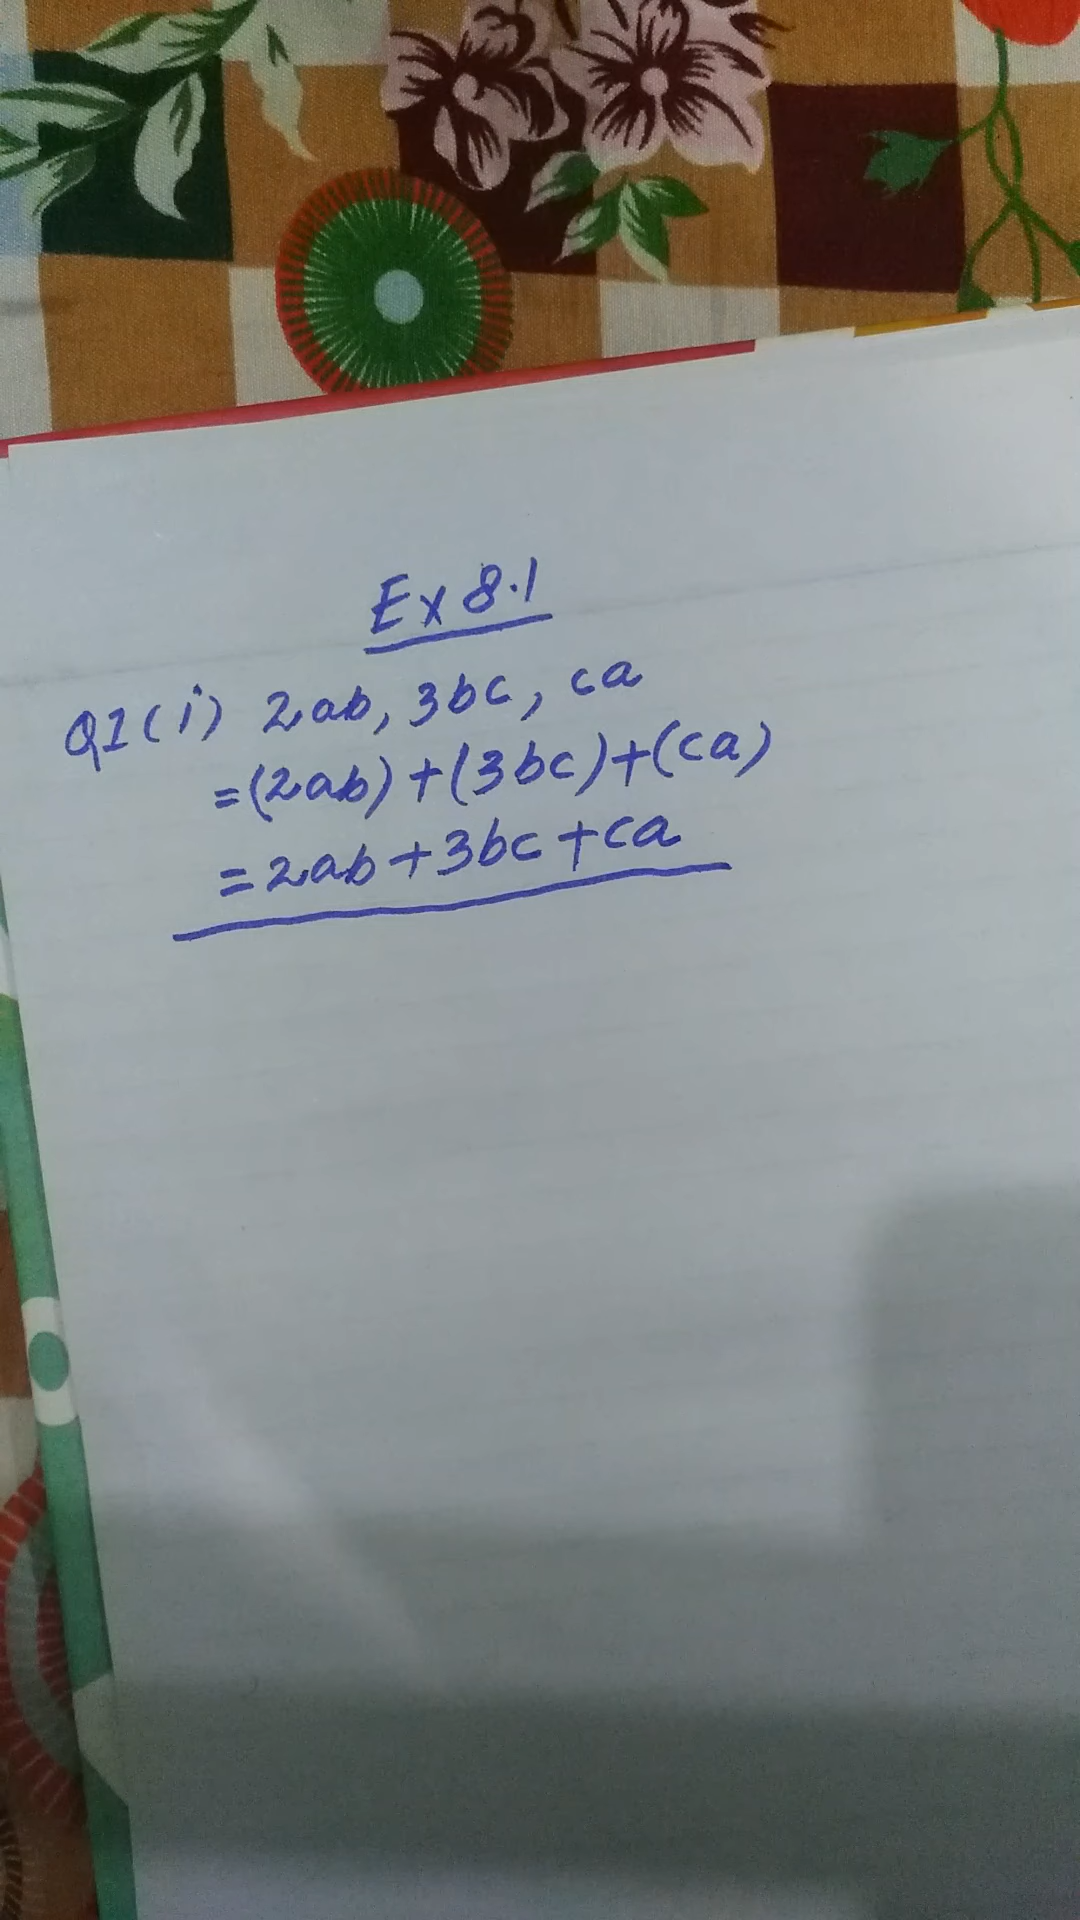 Ex 8.1
Q1(i) 2ab, 3bc, ca
=(2ab)+(3bc)+(ca)
=2ab+3bc+ca